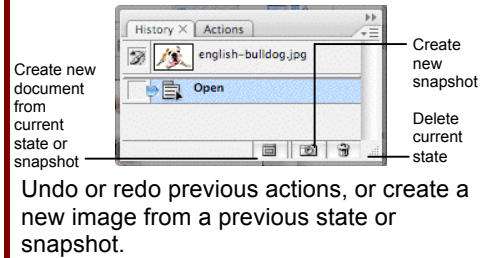 History × Actions
english-bulldog.jpg
Open
Create new
document
from
current
state or
snapshot
Create
new
snapshot
Delete
current
state
Undo or redo previous actions, or create a
new image from a previous state or
snapshot.